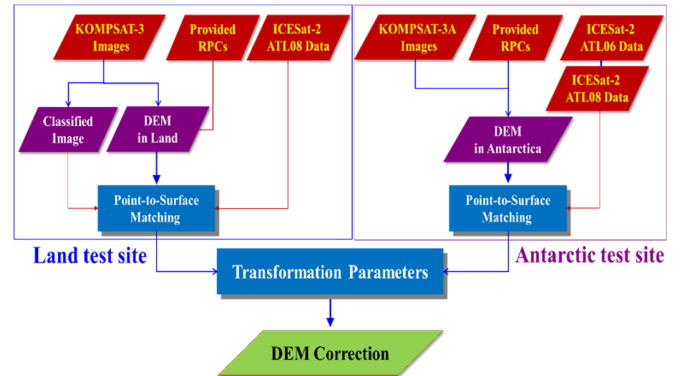 KOMPSAT-3
Images
Provided
RPCs
ICESat-2
ATL08 Data
KOMPSAT-3A
Images
Provided
RPCs
ICESat-2
ATL06 Data
ICESat-2
ATL08 Data
Classified
Image
DEM
in Land
DEM
in Antarctica
Point-to-Surface
Matching
Point-to-Surface
Matching
Land test site
Antarctic test site
Transformation Parameters
DEM Correction